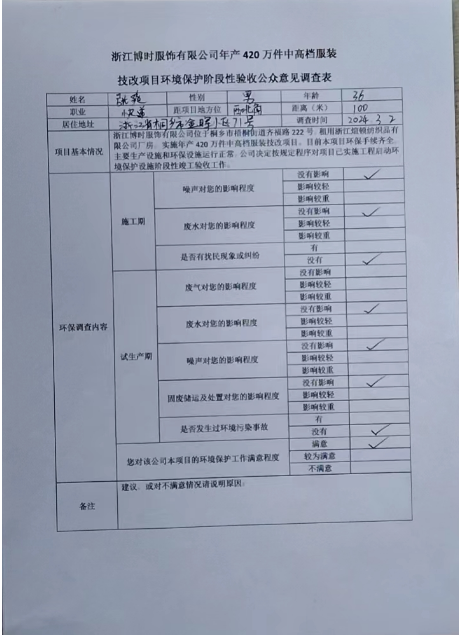 浙江博时服饰有限公司年产 420 万件中高档服装
技改项目环境保护阶段性验收公众意见调查表
姓名 性别 男 年龄 36
职业 距项目地方位 西北间 距离（米） 100
居住地址 浙江省桐乡市金晖小区71号 调查时间 2024.3.2
项目基本情况
浙江博时服饰有限公司位于桐乡市梧桐街道齐福路 222 号，租用浙江煊顿纺织品有
限公司厂房，实施年产 420 万件中高档服装技改项目。目前本项目环保手续齐全，
主要生产设施和环保设施运行正常，公司决定按规定程序对项目已实施工程启动环
境保护设施阶段性竣工验收工作。
环保调查内容
施工期
噪声对您的影响程度
没有影响 ✓
影响较轻
影响较重
废水对您的影响程度
没有影响 ✓
影响较轻
影响较重
是否有扰民现象或纠纷
有
没有 ✓
试生产期
废气对您的影响程度
没有影响
影响较轻
影响较重
废水对您的影响程度
没有影响 ✓
影响较轻
影响较重
噪声对您的影响程度
没有影响 ✓
影响较轻
影响较重
固废储运及处置对您的影响程度
没有影响 ✓
影响较轻
影响较重
是否发生过环境污染事故
有
没有 ✓
您对该公司本项目的环境保护工作满意程度
满意 ✓
较为满意
不满意
备注
建议、或对不满意情况请说明原因：